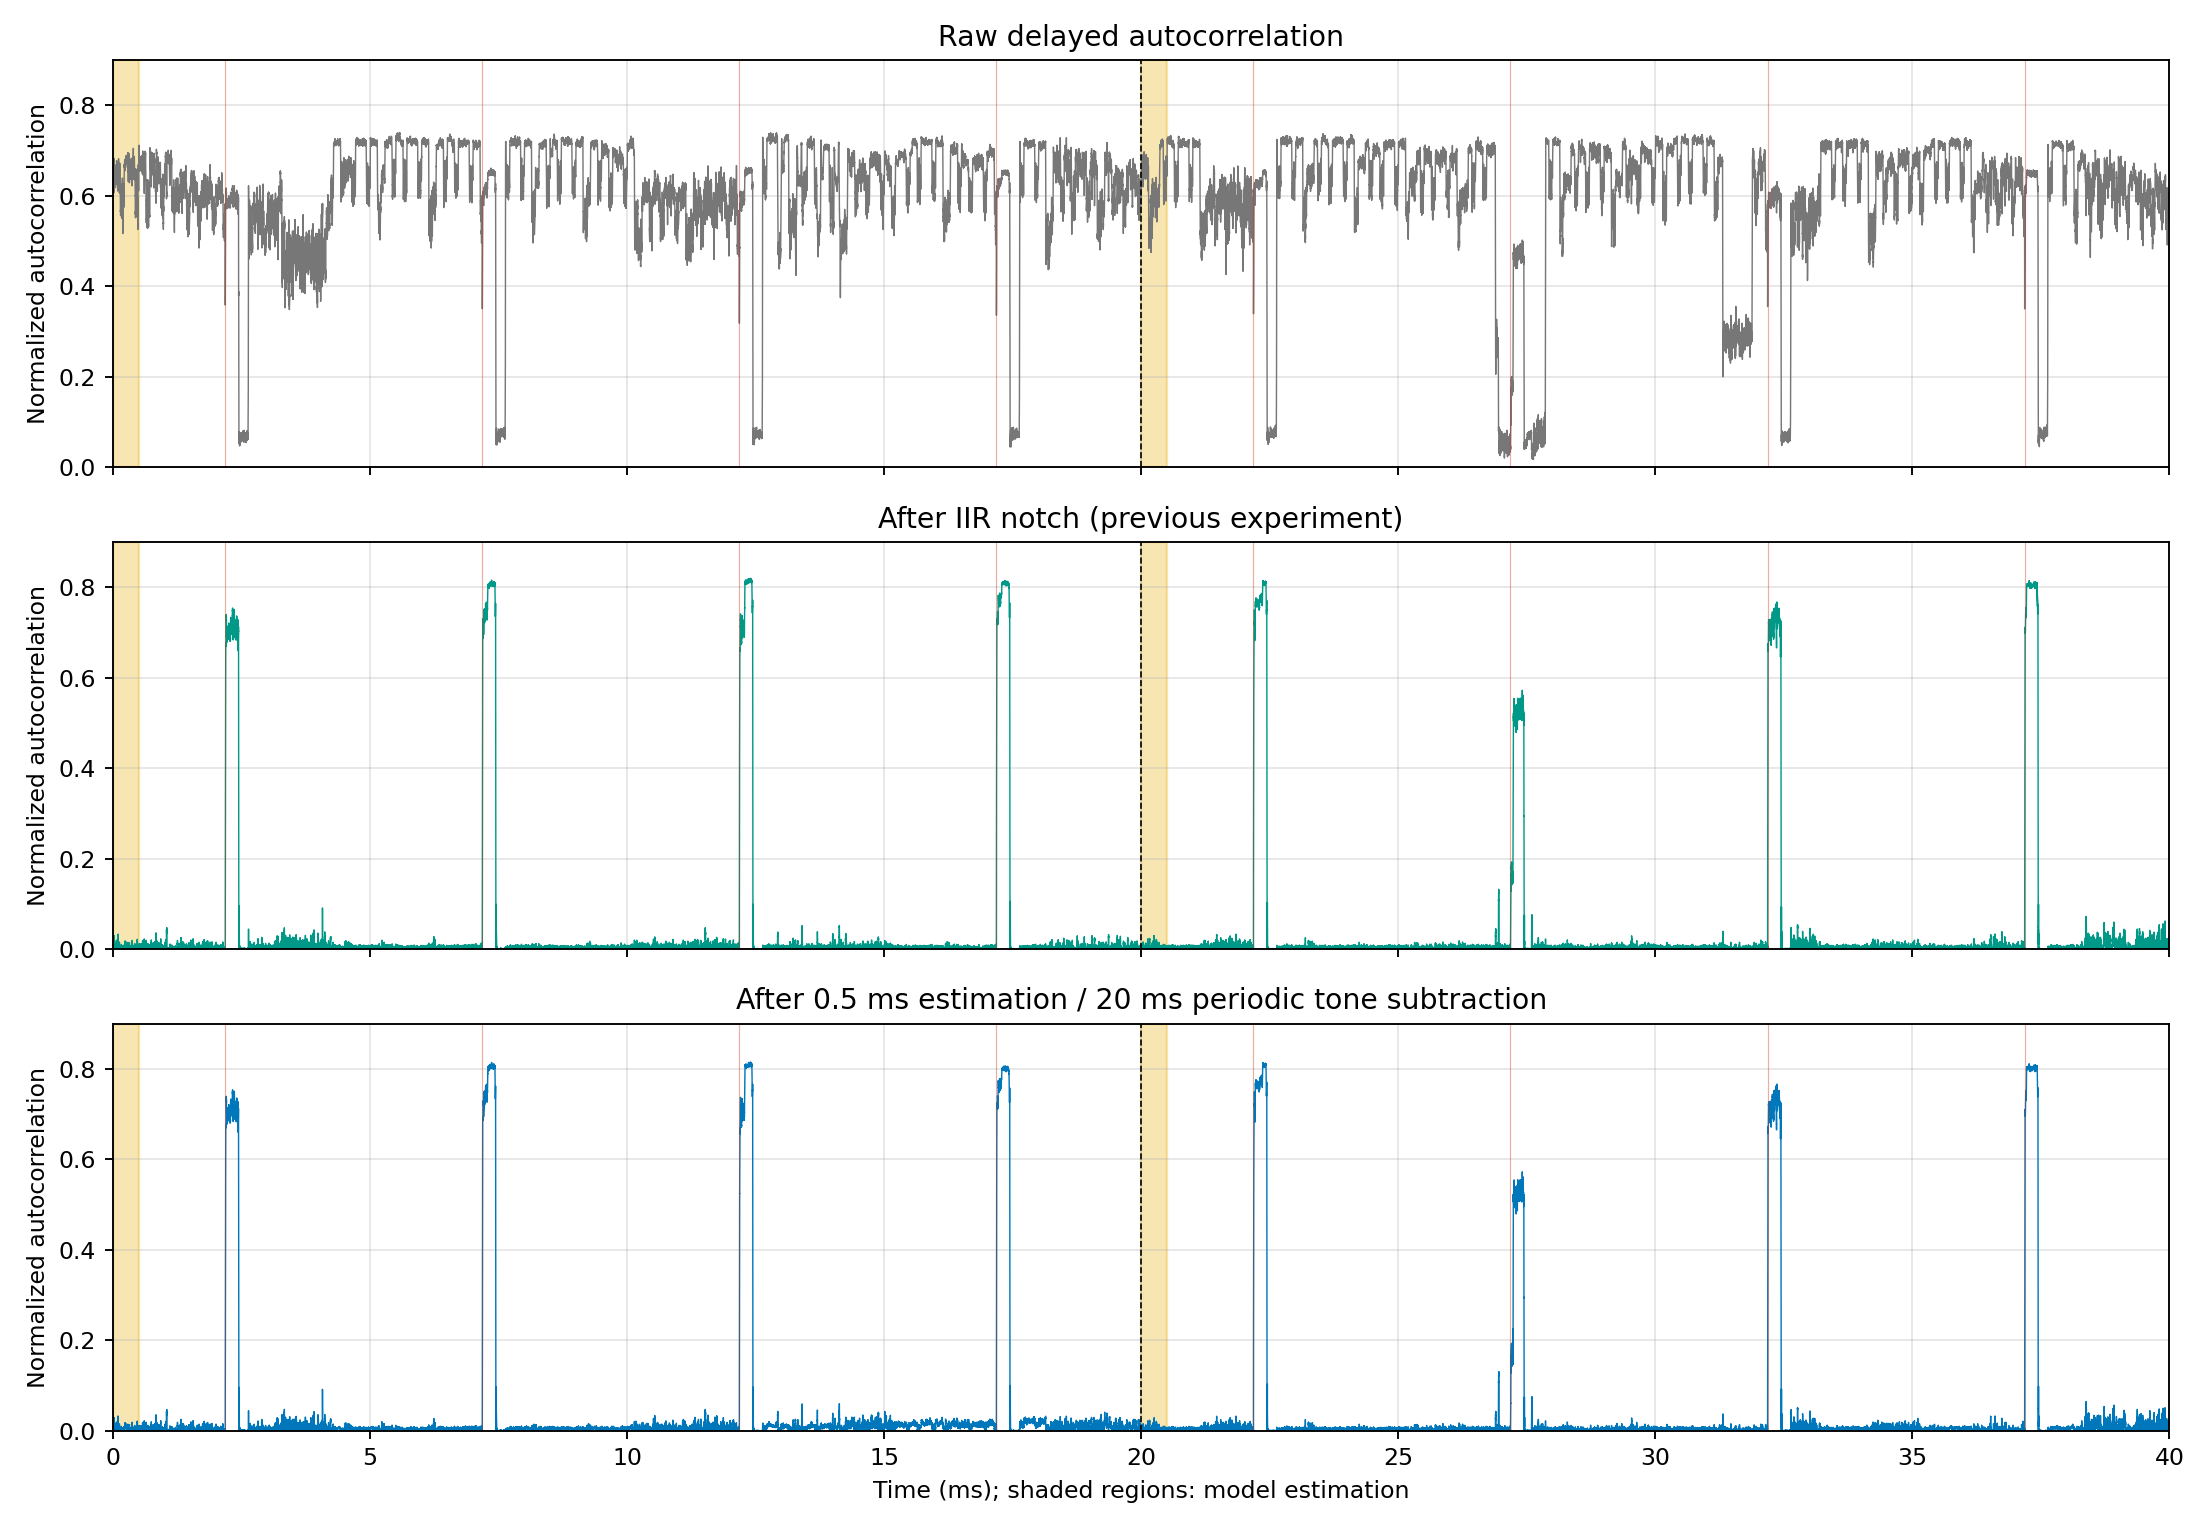 Raw delayed autocorrelation
Normalized autocorrelation
0.8
0.6
0.4
0.2
0.0
After IIR notch (previous experiment)
Normalized autocorrelation
0.8
0.6
0.4
0.2
0.0
After 0.5 ms estimation / 20 ms periodic tone subtraction
Normalized autocorrelation
0.8
0.6
0.4
0.2
0.0
0 5 10 15 20 25 30 35 40
Time (ms); shaded regions: model estimation